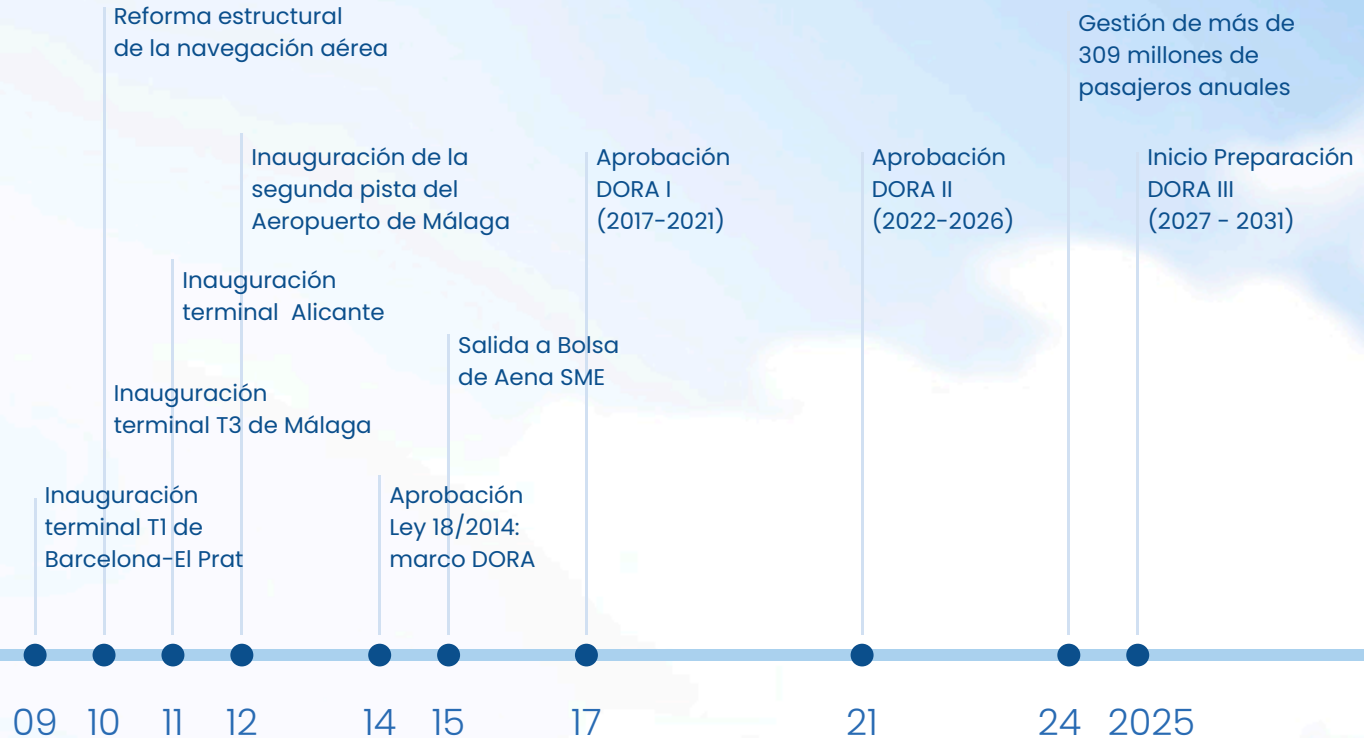 Reforma estructural
de la navegación aérea
Gestión de más de
309 millones de
pasajeros anuales
Inauguración de la
segunda pista del
Aeropuerto de Málaga
Aprobación
DORA I
(2017-2021)
Aprobación
DORA II
(2022-2026)
Inicio Preparación
DORA III
(2027 - 2031)
Inauguración
terminal Alicante
Salida a Bolsa
de Aena SME
Inauguración
terminal T3 de Málaga
Inauguración
terminal T1 de
Barcelona-El Prat
Aprobación
Ley 18/2014:
marco DORA
09 10 11 12 14 15 17 21 24 2025